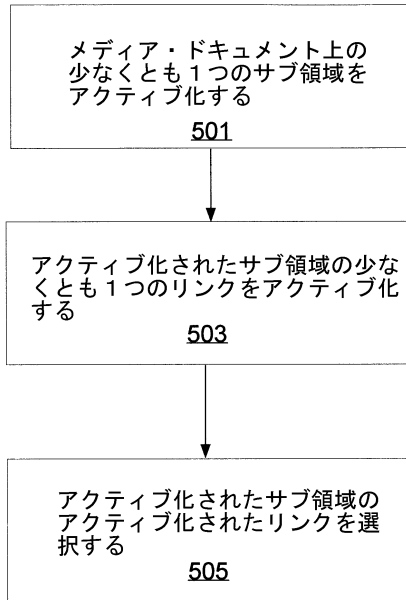 メディア・ドキュメント上の
少なくとも１つのサブ領域を
アクティブ化する
501
アクティブ化されたサブ領域の少な
くとも１つのリンクをアクティブ化
する
503
アクティブ化されたサブ領域の
アクティブ化されたリンクを選
択する
505